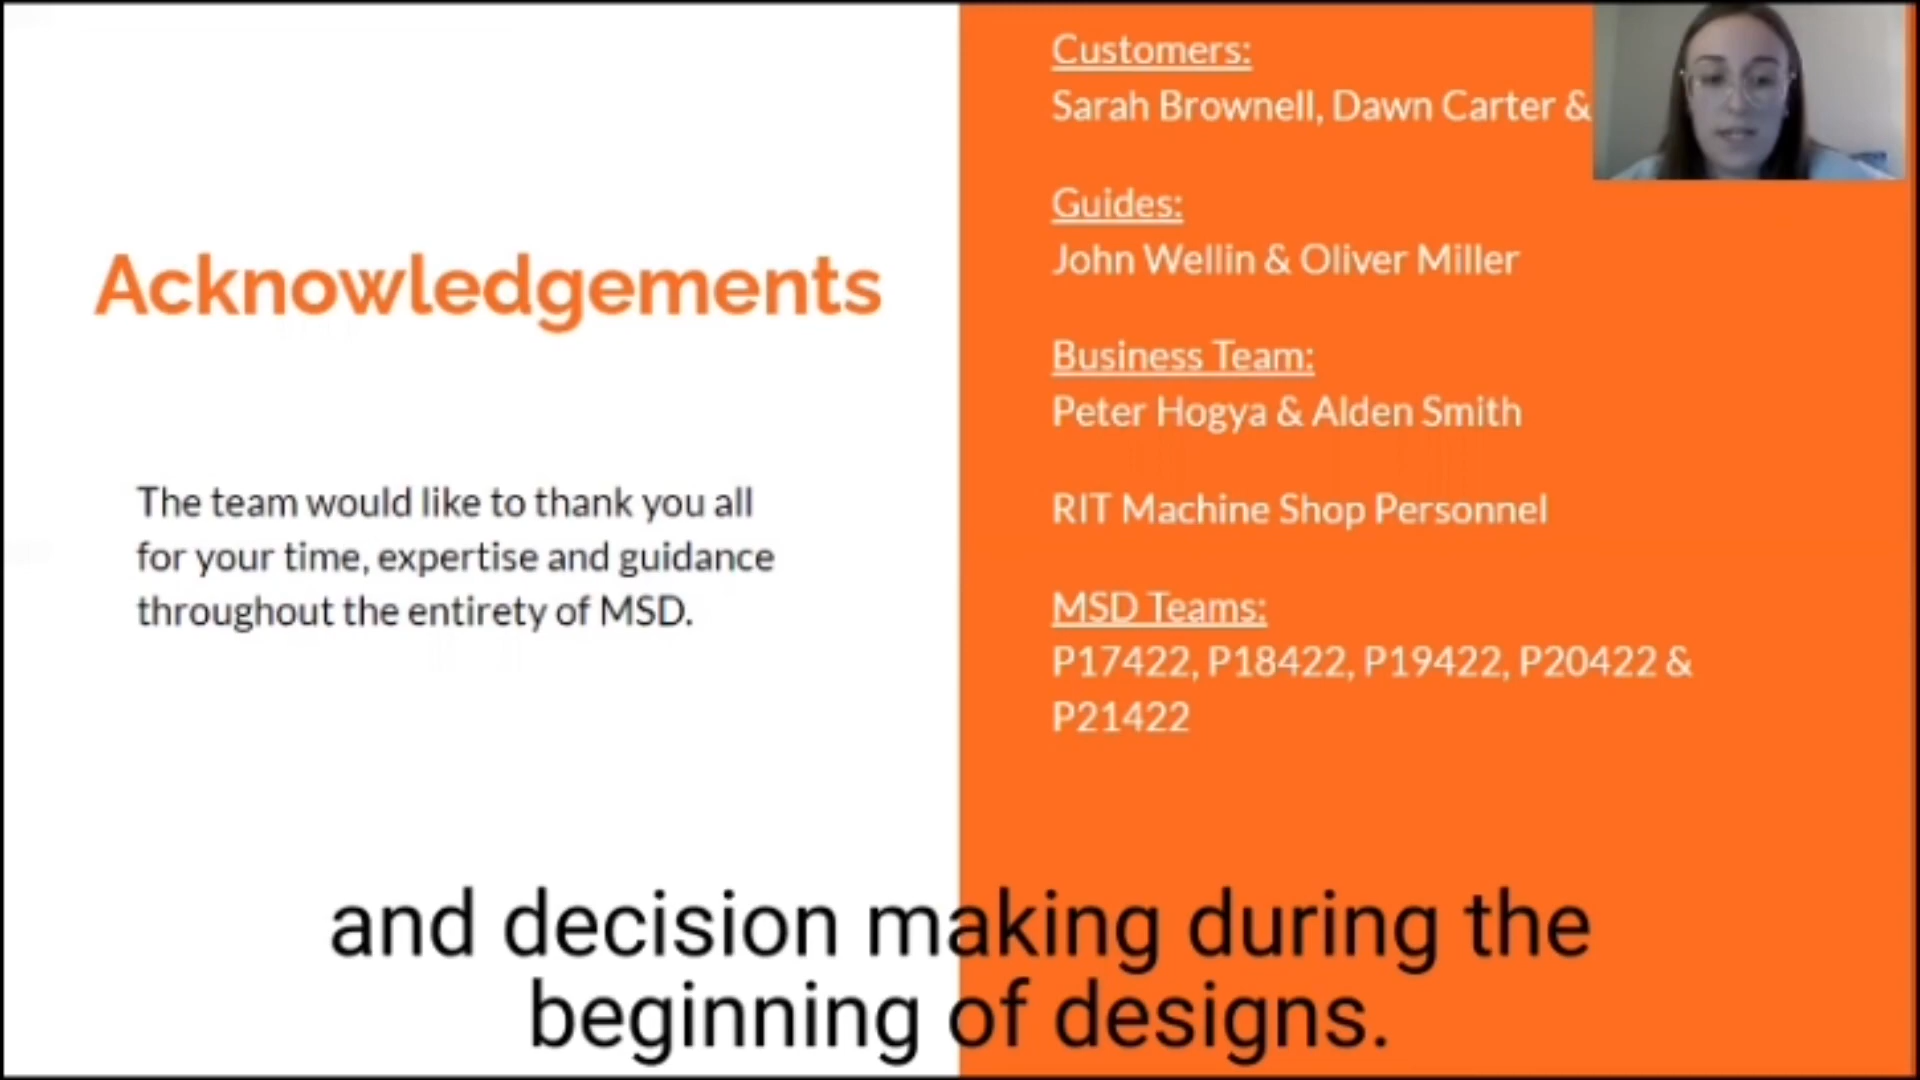 Acknowledgements
The team would like to thank you all
for your time, expertise and guidance
throughout the entirety of MSD.
Customers:
Sarah Brownell, Dawn Carter &
Guides:
John Wellin & Oliver Miller
Business Team:
Peter Hogya & Alden Smith
RIT Machine Shop Personnel
MSD Teams:
P17422, P18422, P19422, P20422 &
P21422
and decision making during the
beginning of designs.